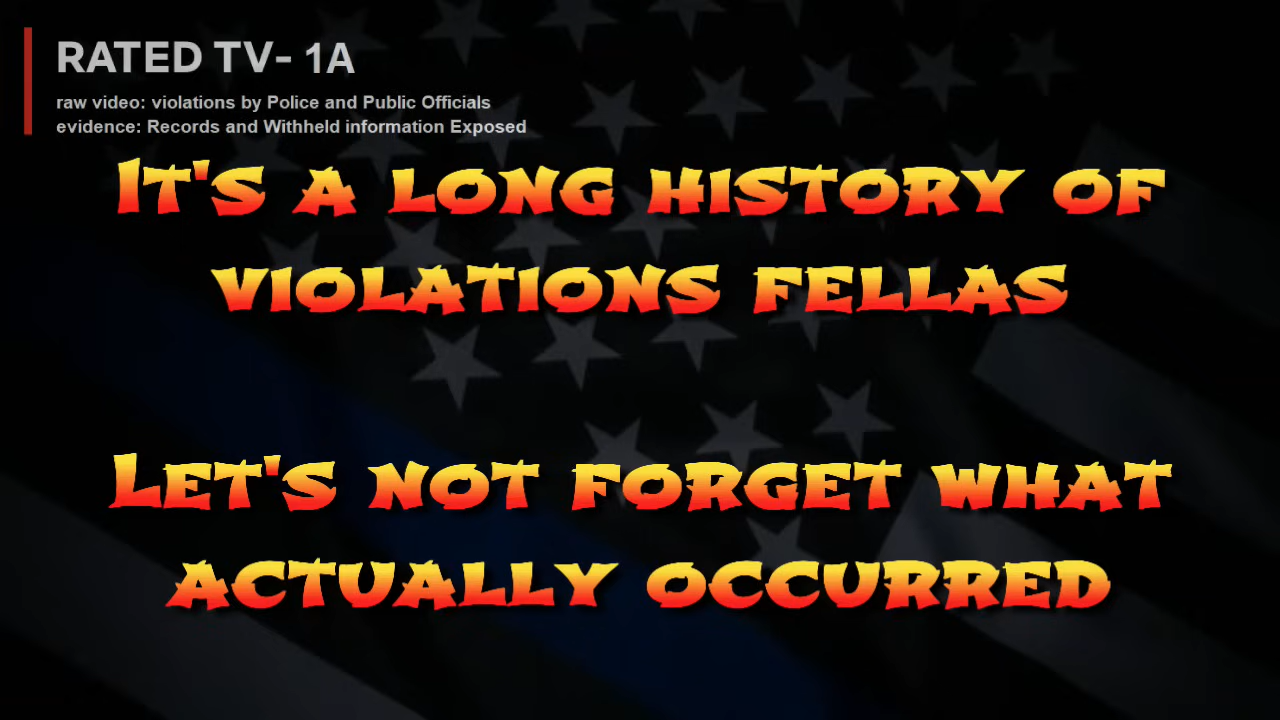 RATED TV- 1A
raw video: violations by Police and Public Officials
evidence: Records and Withheld information Exposed
It's a long history of
violations fellas
Let's not forget what
actually occurred